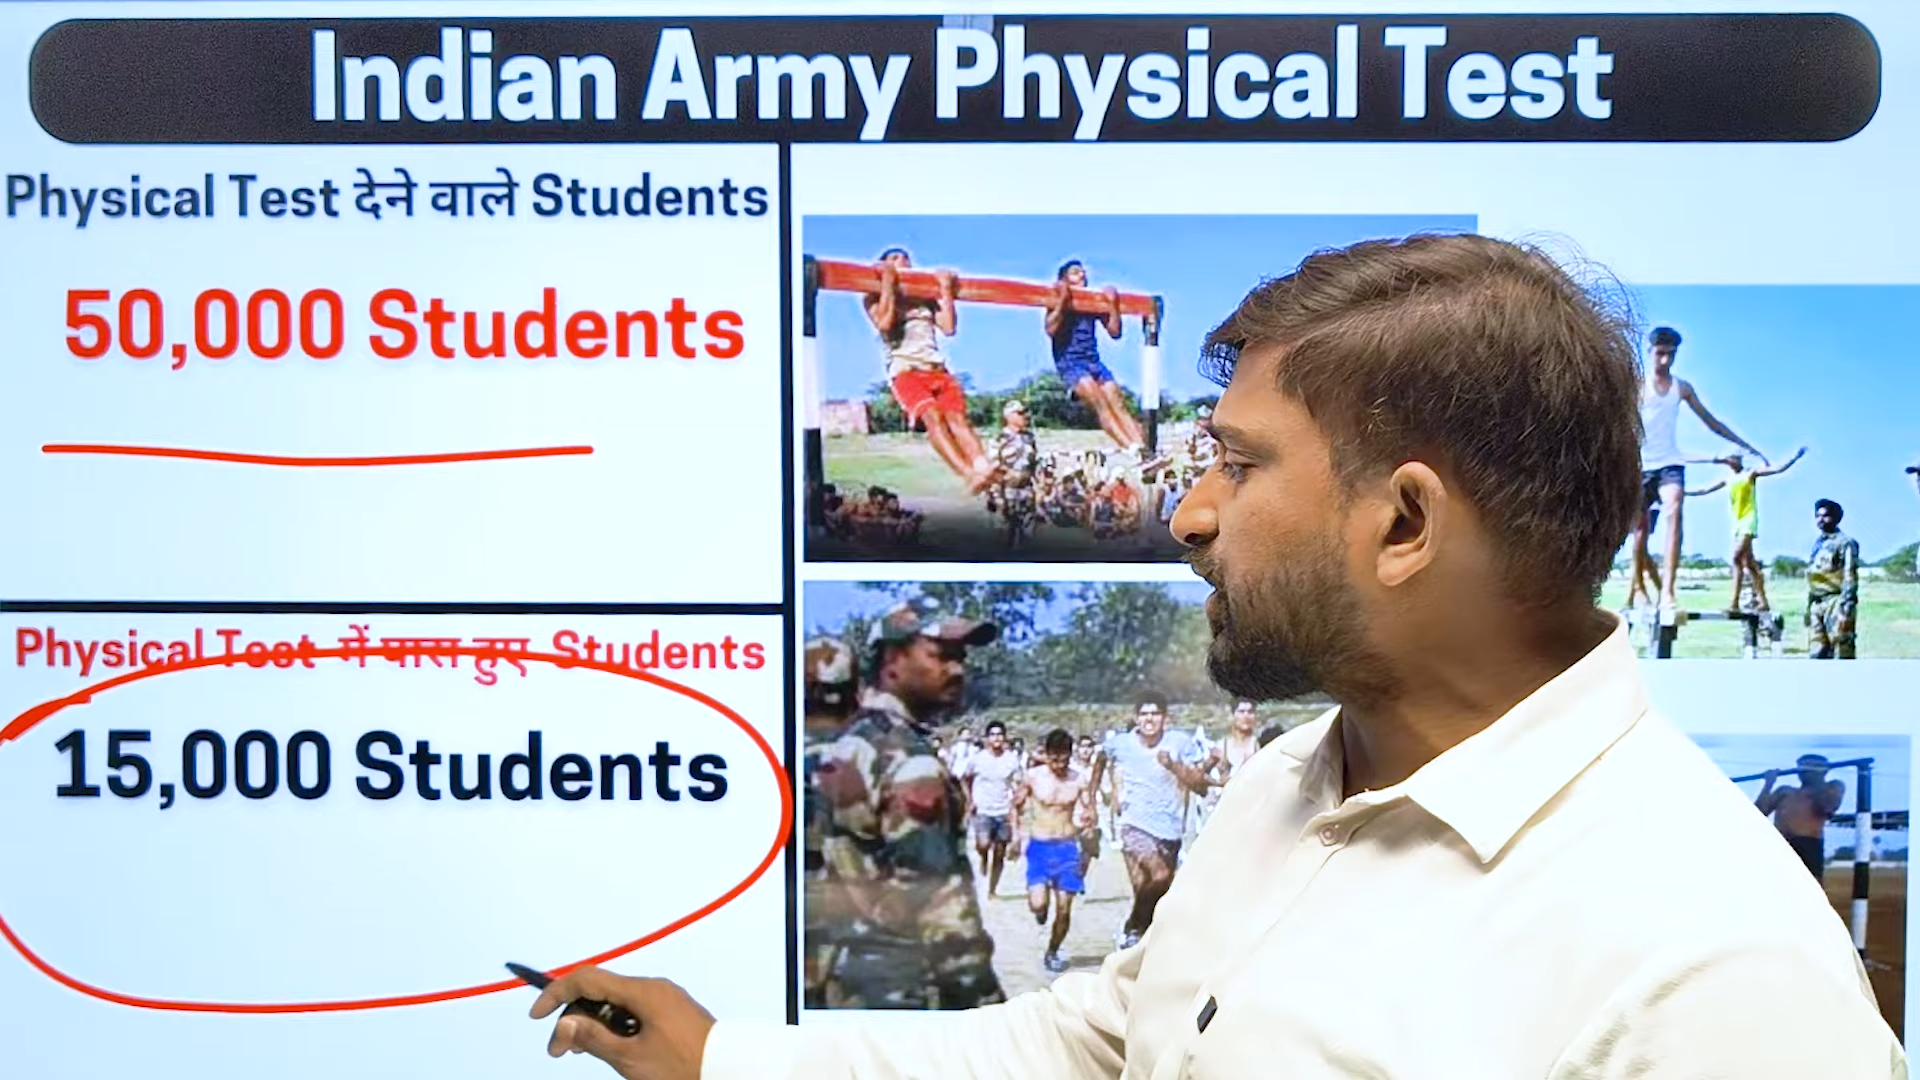 Indian Army Physical Test
Physical Test देने वाले Students
50,000 Students
Physical Test में पास हुए Students
15,000 Students